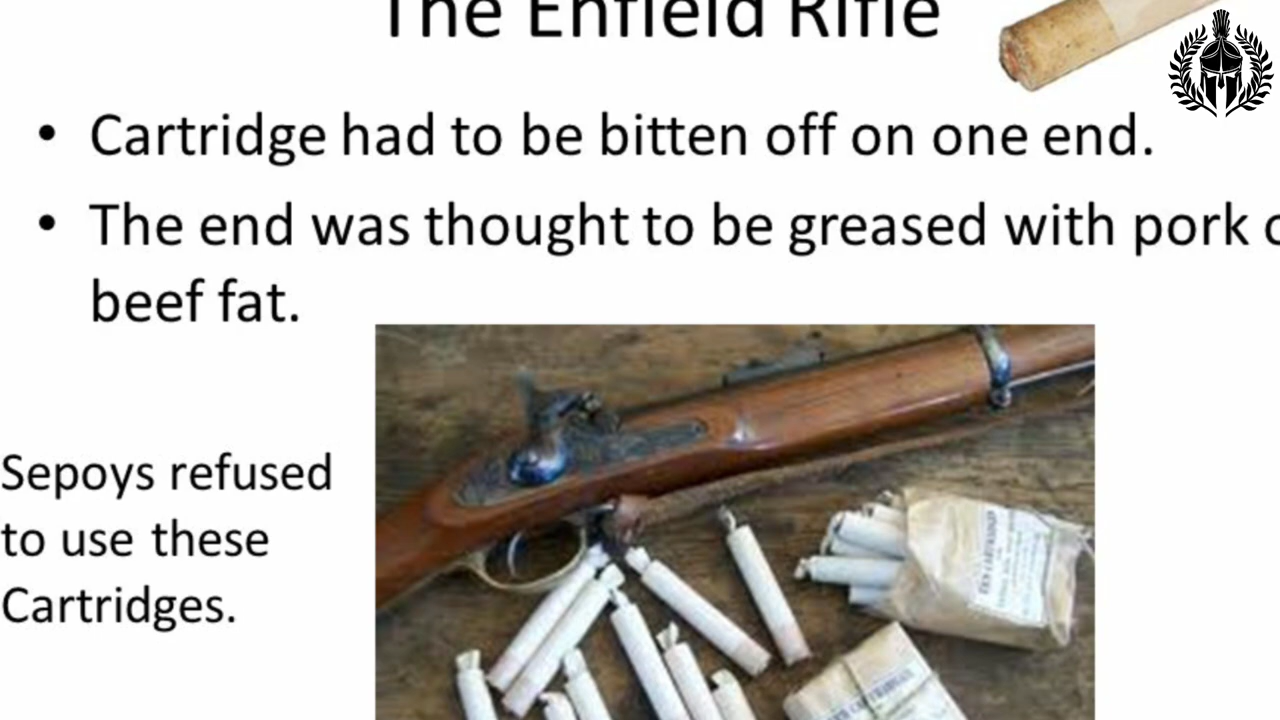 The Enfield Rifle
• Cartridge had to be bitten off on one end.
• The end was thought to be greased with pork
beef fat.
Sepoys refused
to use these
Cartridges.